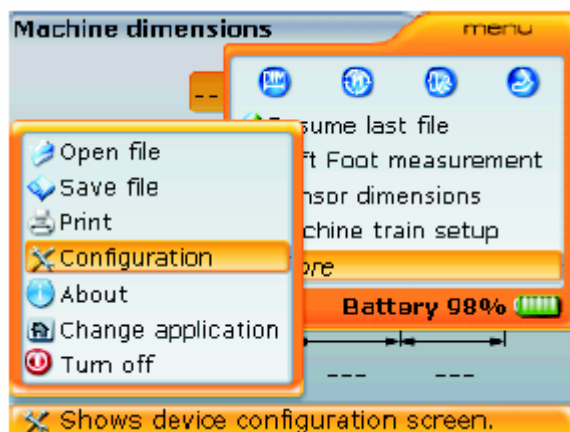 Machine dimensions
menu
DIM
--
sume last file
ft Foot measurement
nsor dimensions
chine train setup
ore
Battery 98%
Open file
Save file
Print
Configuration
About
Change application
Turn off
--- ---
Shows device configuration screen.